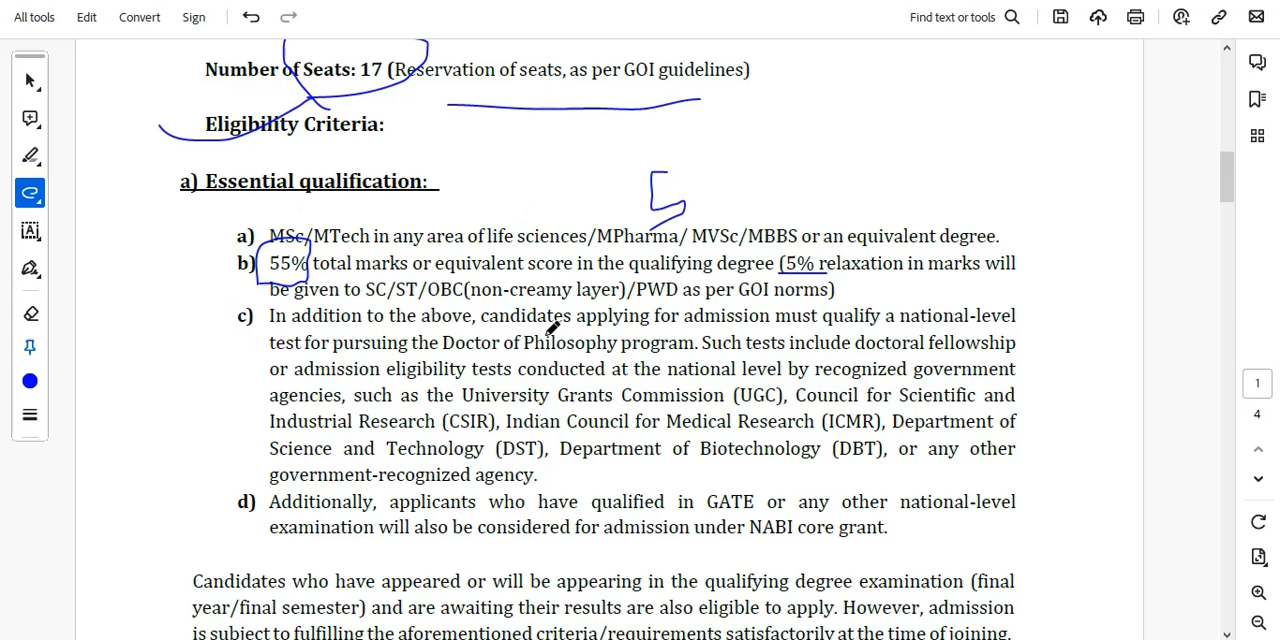 All tools Edit Convert Sign Find text or tools
Number of Seats: 17 (Reservation of seats, as per GOI guidelines)
Eligibility Criteria:
a) Essential qualification:
5
a) MSc/MTech in any area of life sciences/MPharma/ MVSc/MBBS or an equivalent degree.
b) 55% total marks or equivalent score in the qualifying degree (5% relaxation in marks will
be given to SC/ST/OBC(non-creamy layer)/PWD as per GOI norms)
c) In addition to the above, candidates applying for admission must qualify a national-level
test for pursuing the Doctor of Philosophy program. Such tests include doctoral fellowship
or admission eligibility tests conducted at the national level by recognized government
agencies, such as the University Grants Commission (UGC), Council for Scientific and
Industrial Research (CSIR), Indian Council for Medical Research (ICMR), Department of
Science and Technology (DST), Department of Biotechnology (DBT), or any other
government-recognized agency.
d) Additionally, applicants who have qualified in GATE or any other national-level
examination will also be considered for admission under NABI core grant.
Candidates who have appeared or will be appearing in the qualifying degree examination (final
year/final semester) and are awaiting their results are also eligible to apply. However, admission
is subject to fulfilling the aforementioned criteria/requirements satisfactorily at the time of joining.
1
4